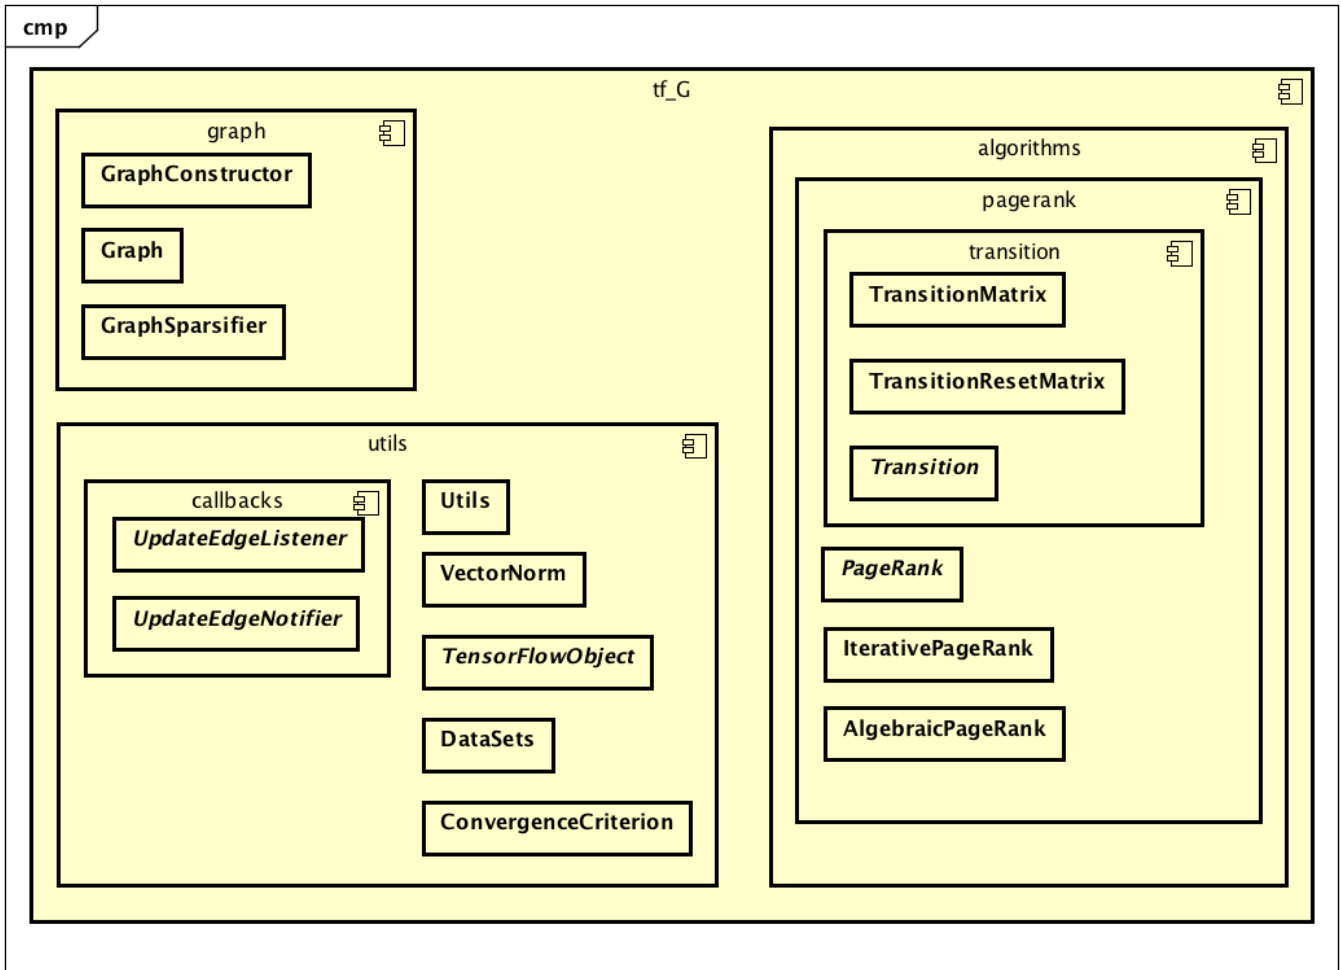 cmp
tf_G
graph
GraphConstructor
Graph
GraphSparsifier
utils
callbacks
UpdateEdgeListener
UpdateEdgeNotifier
Utils
VectorNorm
TensorFlowObject
DataSets
ConvergenceCriterion
algorithms
pagerank
transition
TransitionMatrix
TransitionResetMatrix
Transition
PageRank
IterativePageRank
AlgebraicPageRank